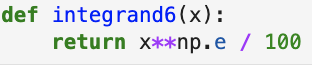 def integrand6(x):
    return x**np.e / 100